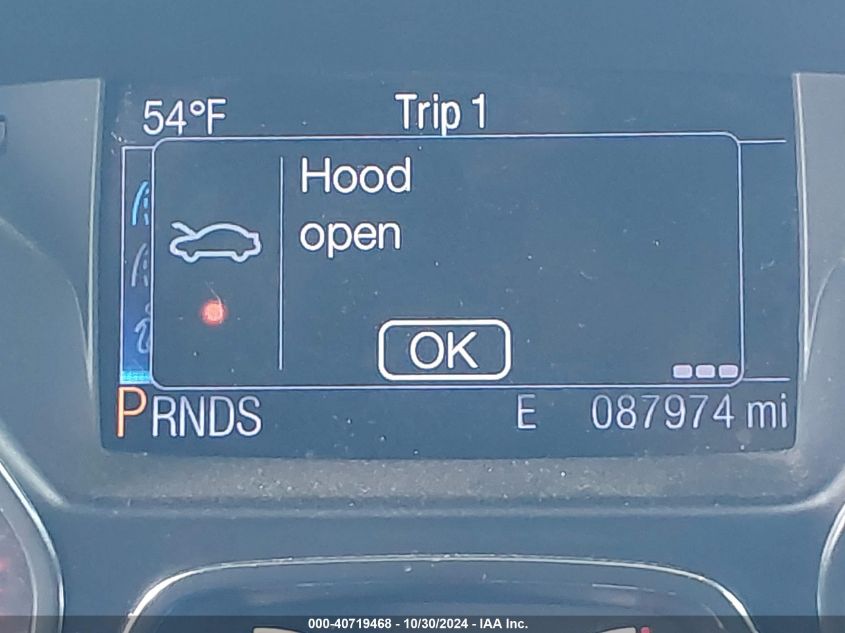 54°F Trip 1
Hood
open
OK
PRNDS E 087974 mi
000-40719468 - 10/30/2024 - IAA Inc.